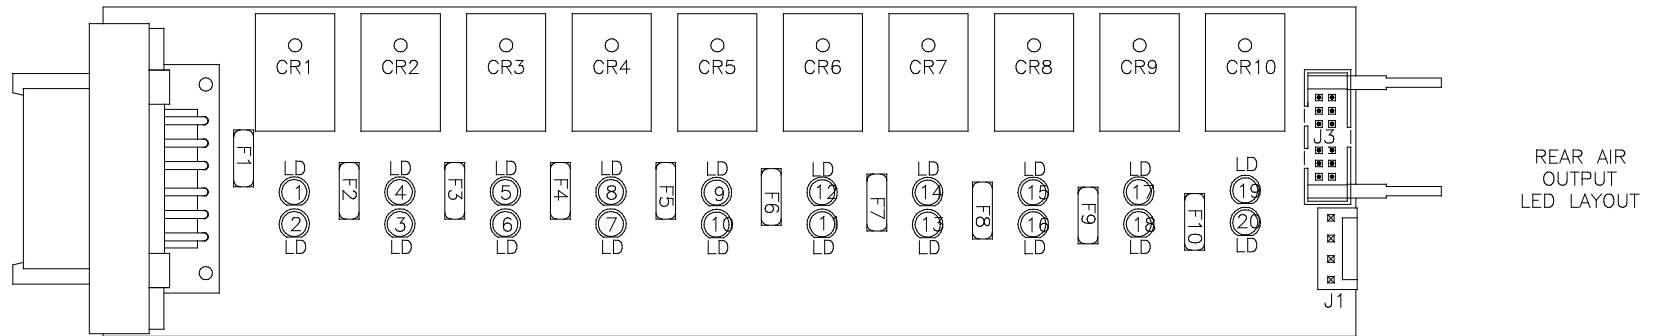 CR1 CR2 CR3 CR4 CR5 CR6 CR7 CR8 CR9 CR10
J3
F1
LD LD LD LD LD LD LD LD LD LD
1 4 5 8 9 12 14 15 17 19
F2 F3 F4 F5 F6 F7 F8 F9 F10
2 3 6 7 10 11 13 16 18 20
LD LD LD LD LD LD LD LD LD
J1
REAR AIR
OUTPUT
LED LAYOUT